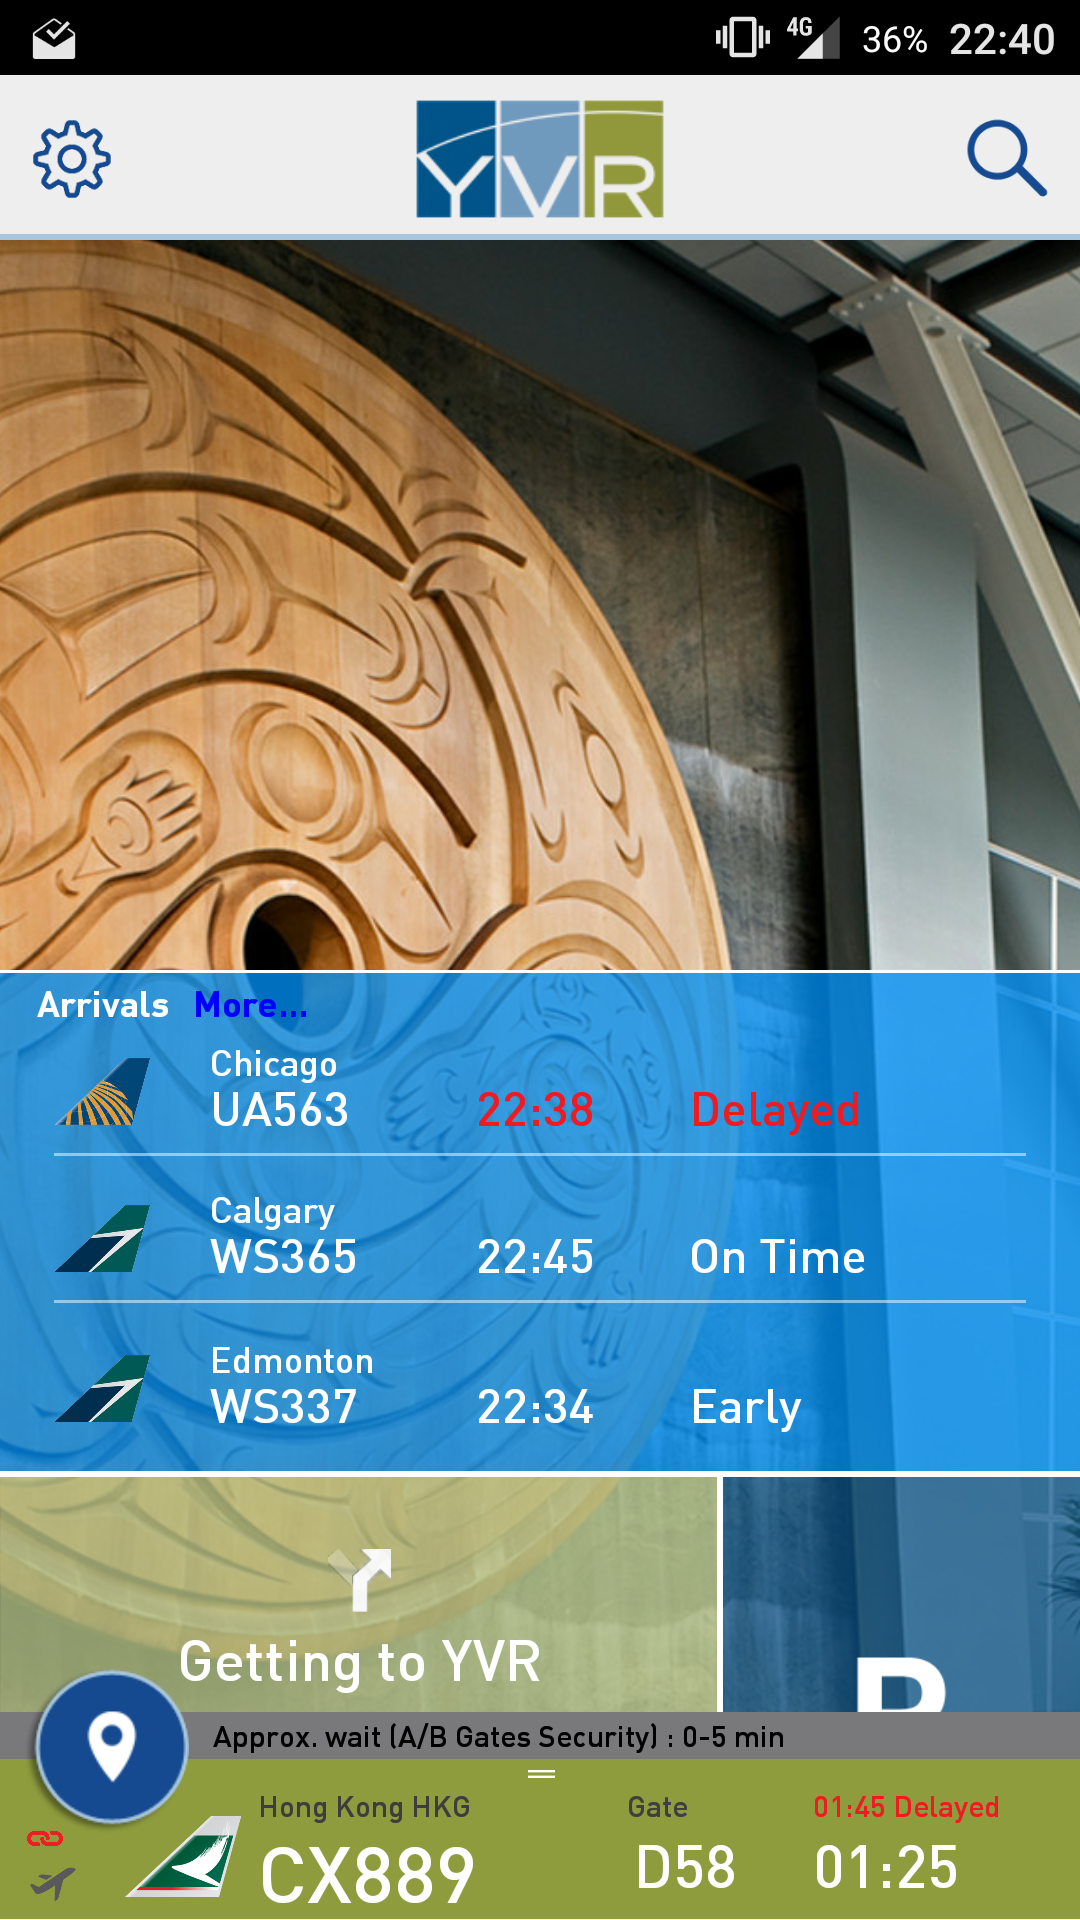 4G 36% 22:40
YVR
Arrivals More...
Chicago
UA563 22:38 Delayed
Calgary
WS365 22:45 On Time
Edmonton
WS337 22:34 Early
Getting to YVR
Approx. wait (A/B Gates Security) : 0-5 min
Hong Kong HKG Gate 01:45 Delayed
CX889 D58 01:25